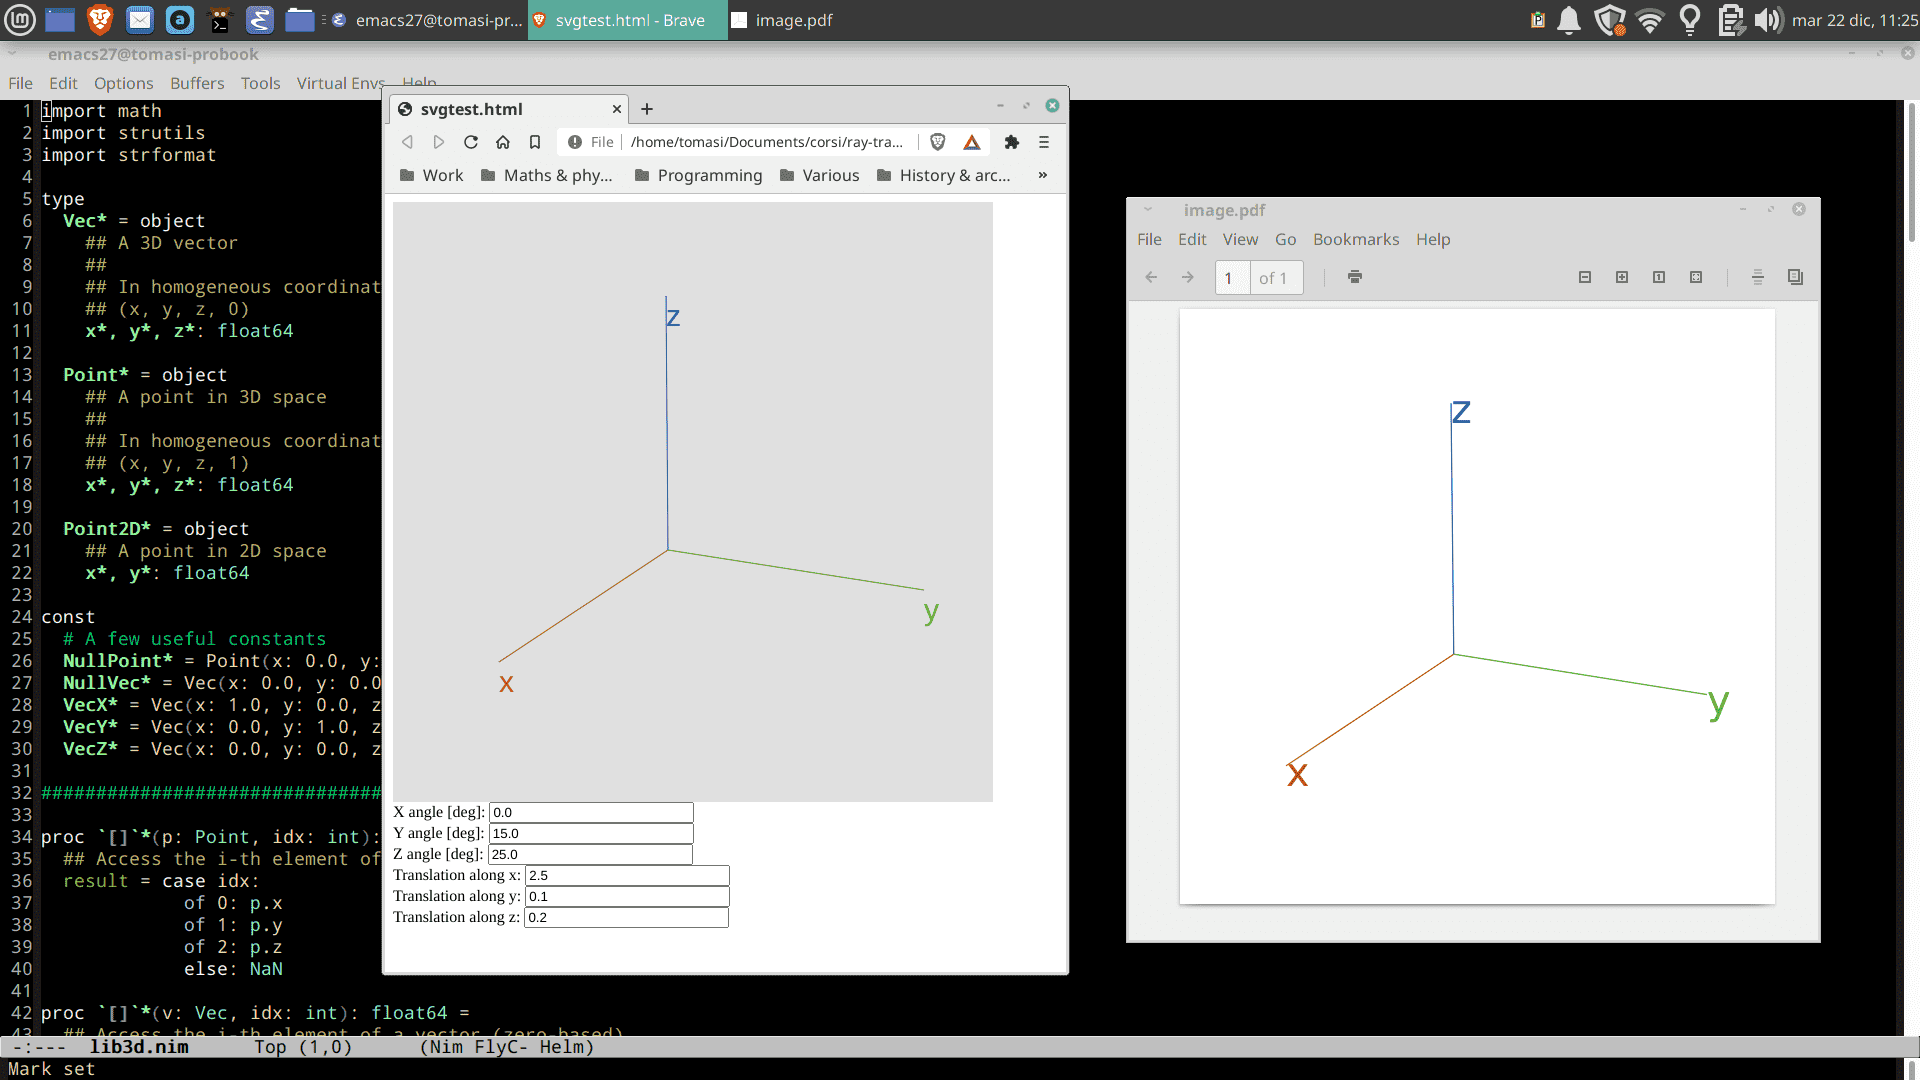 emacs27@tomasi-pr... svgtest.html - Brave image.pdf mar 22 dic, 11:25
emacs27@tomasi-probook
File Edit Options Buffers Tools Virtual Envs Help
1 import math
2 import strutils
3 import strformat
4
5 type
6 Vec* = object
7 ## A 3D vector
8 ##
9 ## In homogeneous coordinat
10 ## (x, y, z, 0)
11 x*, y*, z*: float64
12
13 Point* = object
14 ## A point in 3D space
15 ##
16 ## In homogeneous coordinat
17 ## (x, y, z, 1)
18 x*, y*, z*: float64
19
20 Point2D* = object
21 ## A point in 2D space
22 x*, y*: float64
23
24 const
25 # A few useful constants
26 NullPoint* = Point(x: 0.0, y:
27 NullVec* = Vec(x: 0.0, y: 0.0
28 VecX* = Vec(x: 1.0, y: 0.0, z
29 VecY* = Vec(x: 0.0, y: 1.0, z
30 VecZ* = Vec(x: 0.0, y: 0.0, z
31
32 ###############################
33
34 proc `[]`*(p: Point, idx: int):
35 ## Access the i-th element of
36 result = case idx:
37 of 0: p.x
38 of 1: p.y
39 of 2: p.z
40 else: NaN
41
42 proc `[]`*(v: Vec, idx: int): float64 =
43 ## Access the i-th element of a vector (zero-based)
-:--- lib3d.nim Top (1,0) (Nim FlyC- Helm)
Mark set
svgtest.html
File /home/tomasi/Documents/corsi/ray-tra...
Work Maths & phy... Programming Various History & arc... »
z
y
x
X angle [deg]: 0.0
Y angle [deg]: 15.0
Z angle [deg]: 25.0
Translation along x: 2.5
Translation along y: 0.1
Translation along z: 0.2
image.pdf
File Edit View Go Bookmarks Help
1 of 1
z
y
x